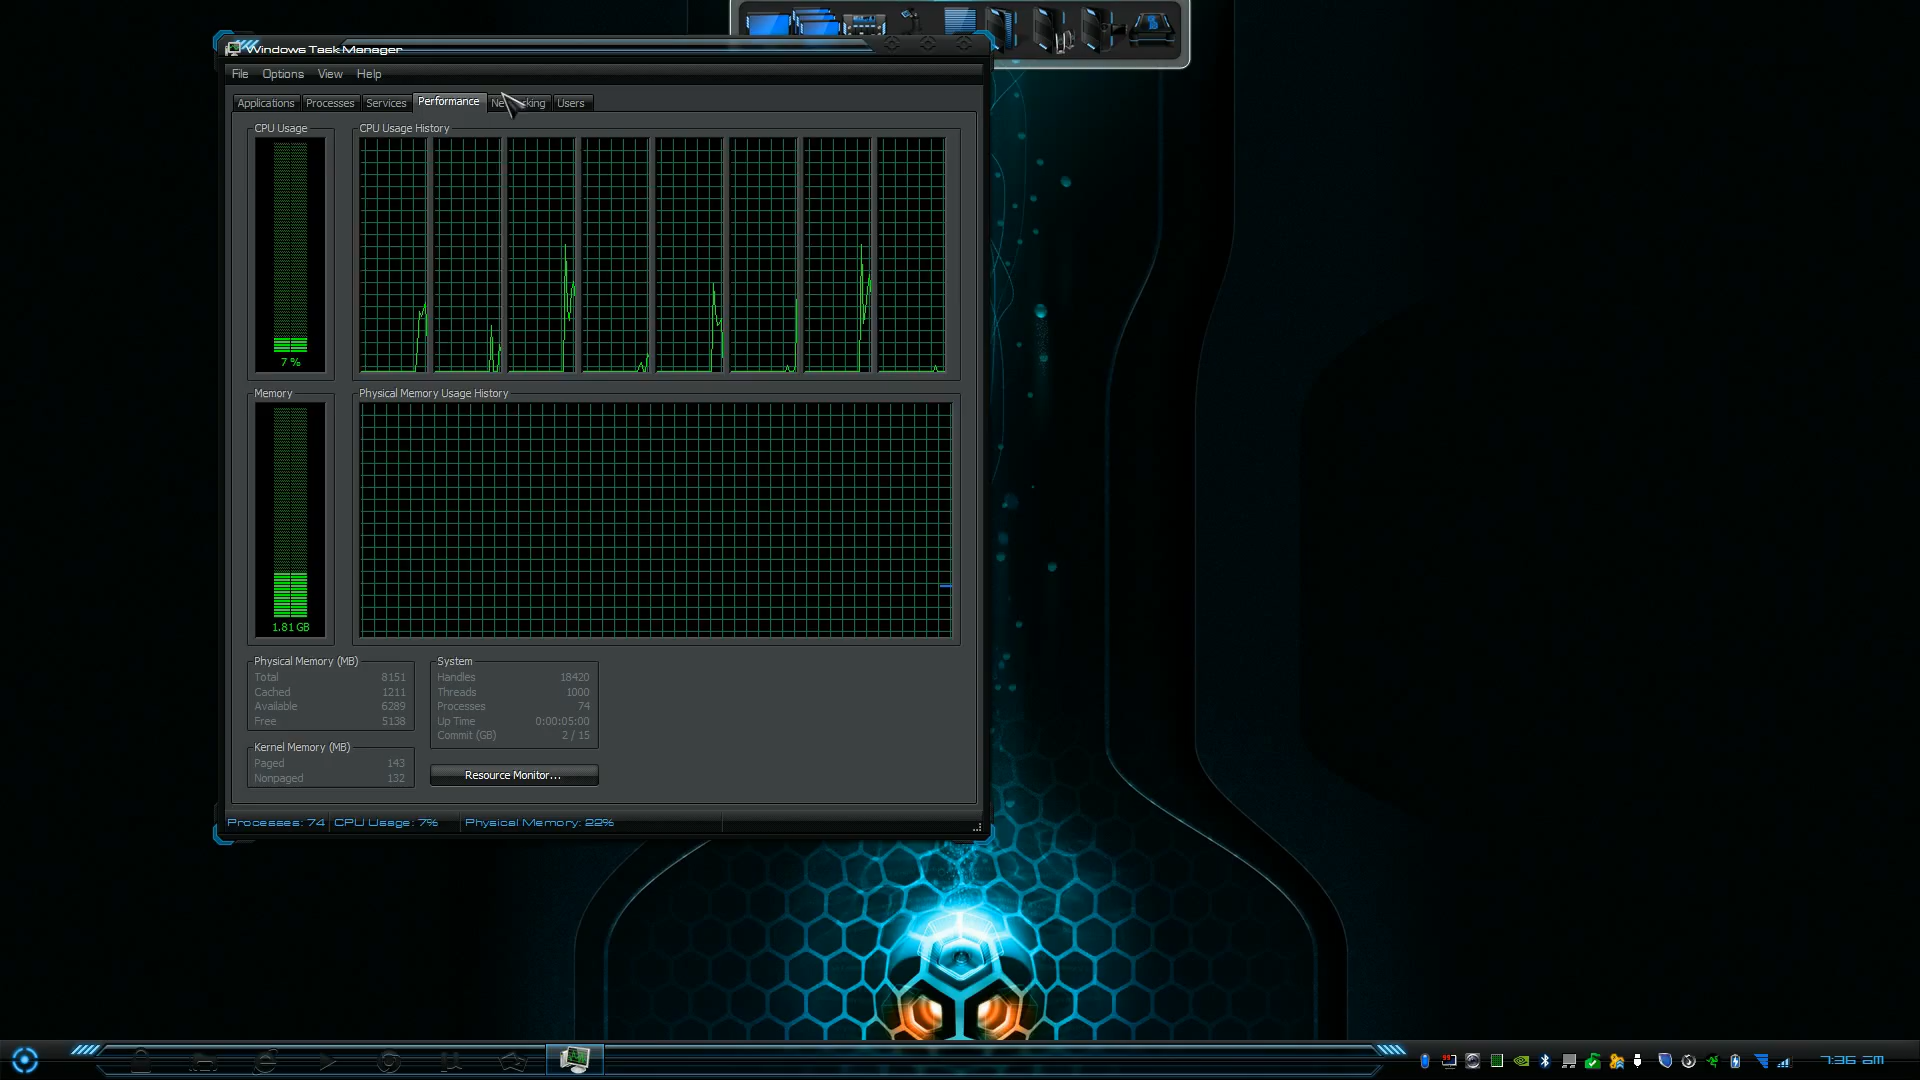 Windows Task Manager
File Options View Help
Applications Processes Services Performance Users
CPU Usage
CPU Usage History
7 %
Memory
Physical Memory Usage History
1.81 GB
Physical Memory (MB)
Total 8151
Cached 1211
Available 6289
Free 5138
System
Handles 18420
Threads 1000
Processes 74
Up Time 0:00:05:00
Commit (GB) 2 / 15
Kernel Memory (MB)
Paged 143
Nonpaged 132
Resource Monitor...
Processes: 74 CPU Usage: 7% Physical Memory: 22%
7:36 am